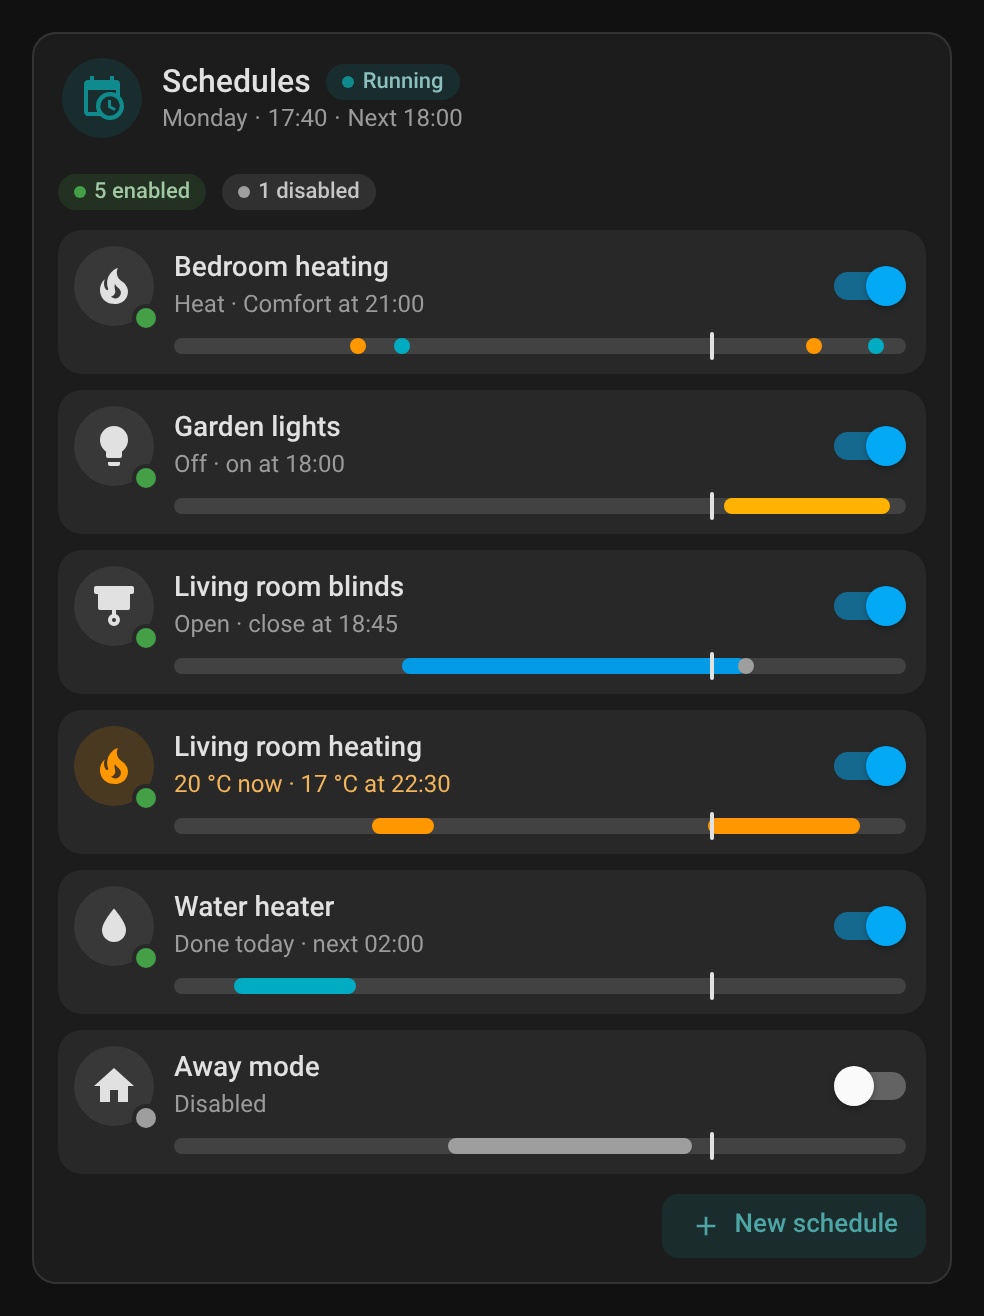 Schedules
Running
Monday · 17:40 · Next 18:00
5 enabled
1 disabled
Bedroom heating
Heat · Comfort at 21:00
Garden lights
Off · on at 18:00
Living room blinds
Open · close at 18:45
Living room heating
20 °C now · 17 °C at 22:30
Water heater
Done today · next 02:00
Away mode
Disabled
+ New schedule